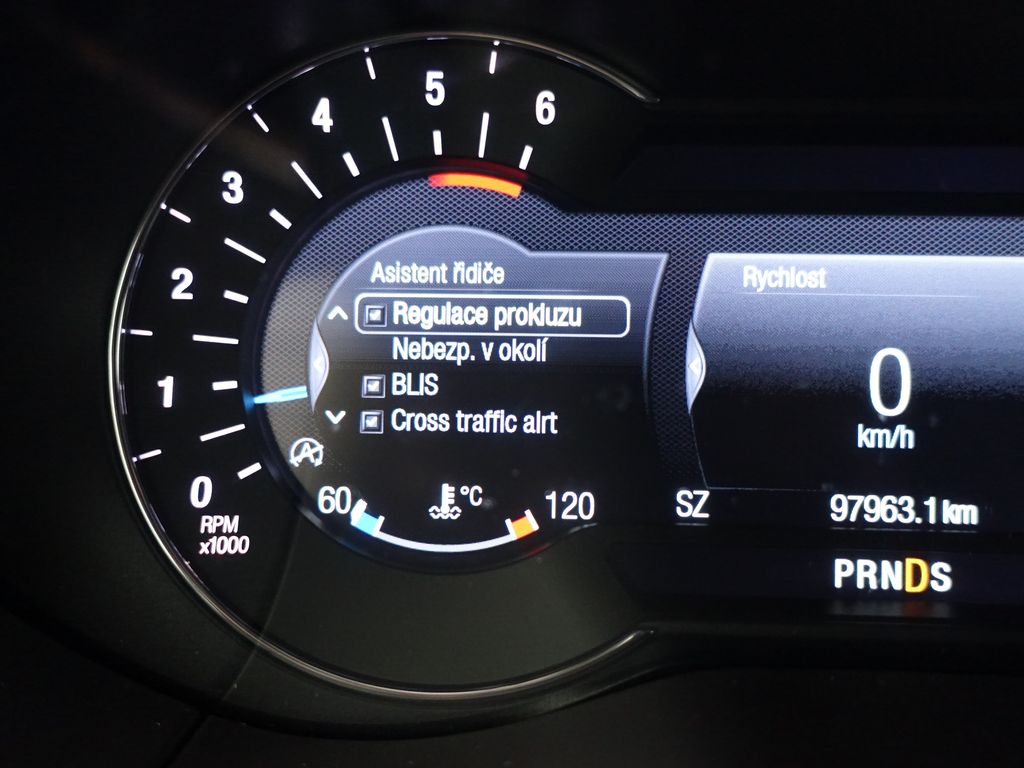 6
5
4
3
2
1
0
RPM
x1000
Asistent řidiče
Regulace prokluzu
Nebezp. v okolí
BLIS
Cross traffic alrt
A
60
°C
120
Rychlost
0
km/h
SZ
97963.1 km
PRNDS